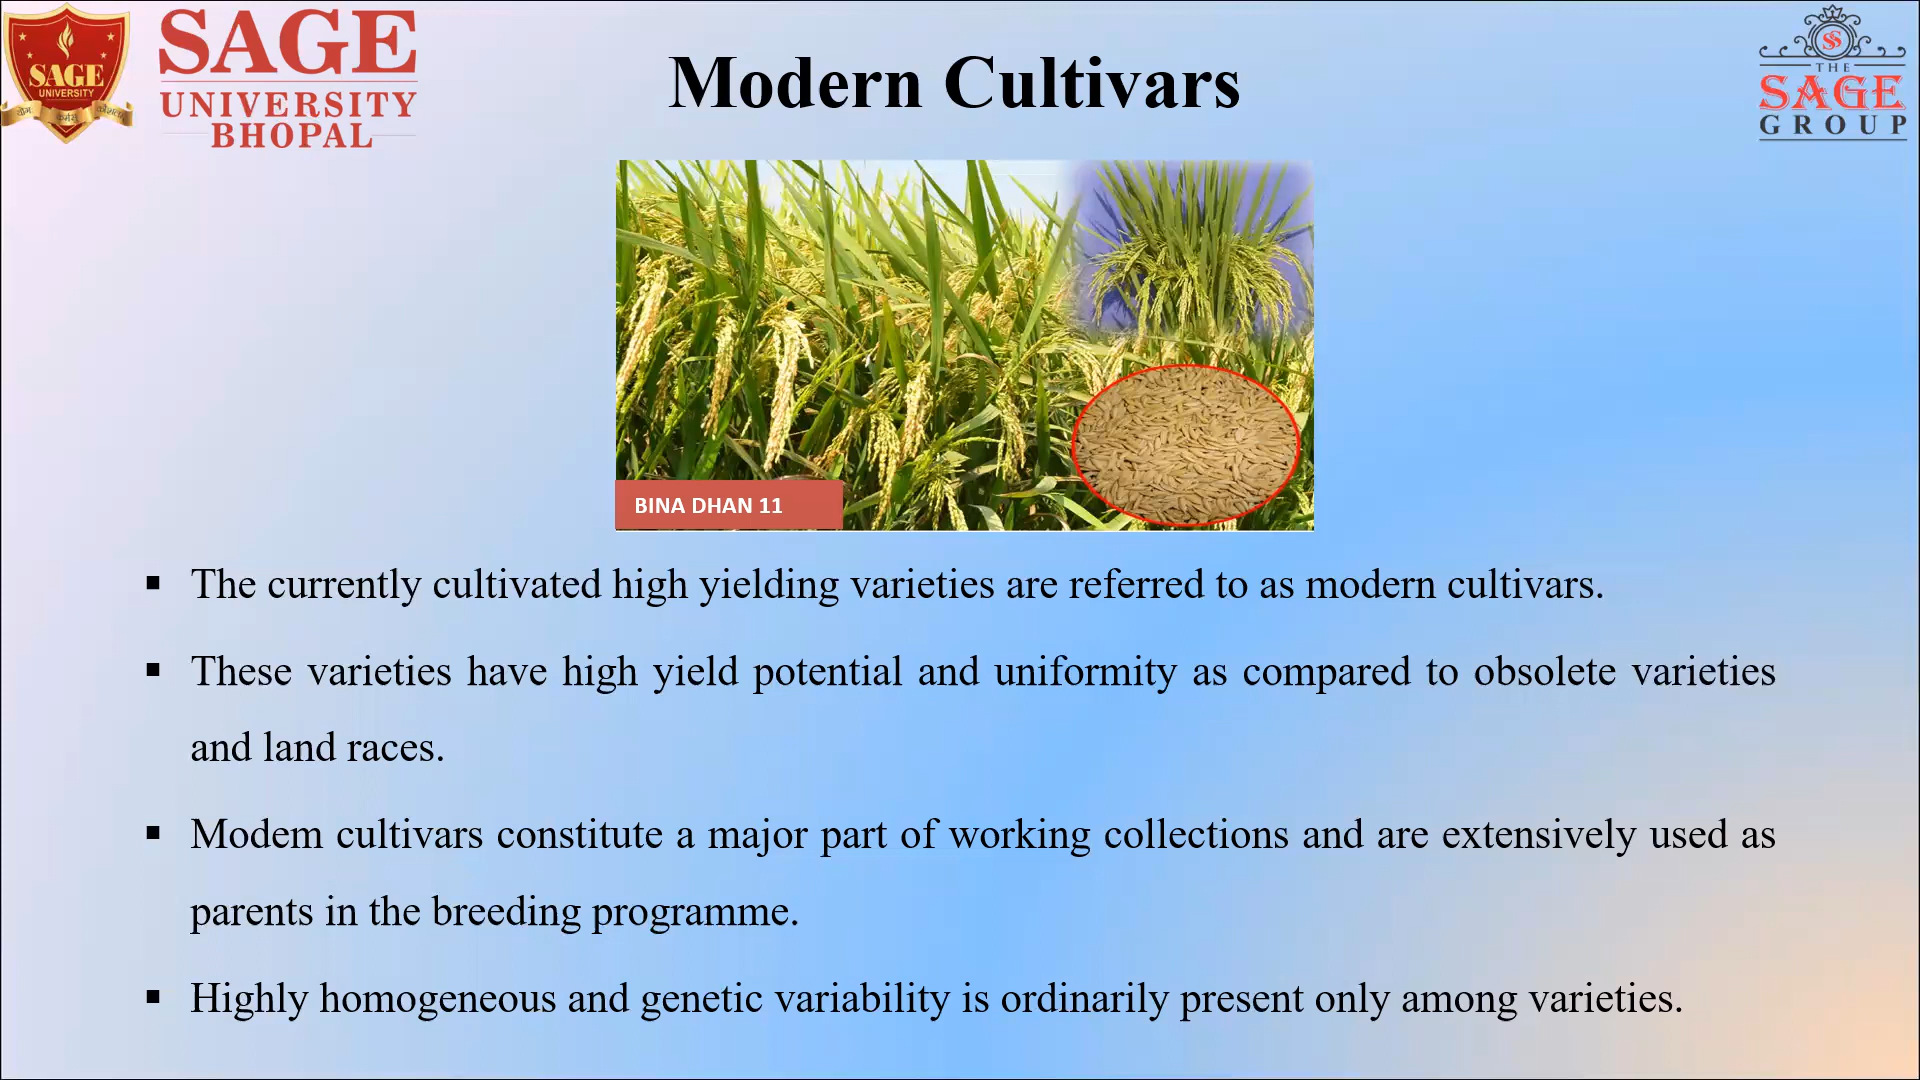 SAGE
UNIVERSITY
SAGE
UNIVERSITY
BHOPAL
Modern Cultivars
THE
SAGE
GROUP
BINA DHAN 11
▪ The currently cultivated high yielding varieties are referred to as modern cultivars.
▪ These varieties have high yield potential and uniformity as compared to obsolete varieties
and land races.
▪ Modem cultivars constitute a major part of working collections and are extensively used as
parents in the breeding programme.
▪ Highly homogeneous and genetic variability is ordinarily present only among varieties.